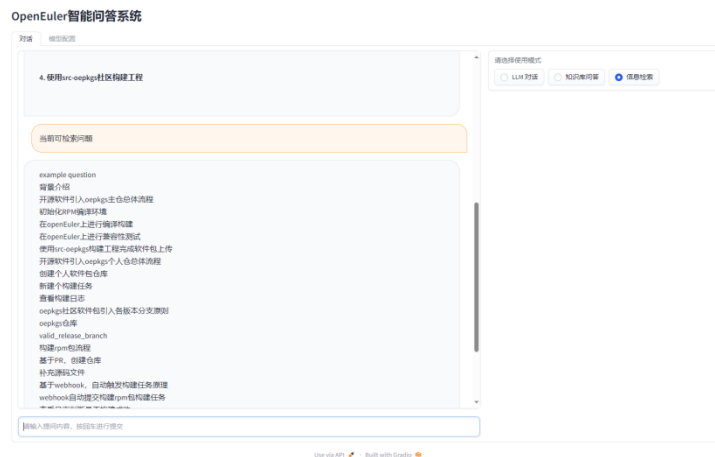 OpenEuler智能问答系统
对话 模型配置
4. 使用src-oepkgs社区构建工程
请选择使用模式
LLM 对话 知识库问答 信息检索
当前可检索问题
example question
背景介绍
开源软件引入oepkgs主仓总体流程
初始化RPM编译环境
在openEuler上进行编译构建
在openEuler上进行兼容性测试
使用src-oepkgs构建工程完成软件包上传
开源软件引入oepkgs个人仓总体流程
创建个人软件包仓库
新建个构建任务
查看构建日志
oepkgs社区软件包引入各版本分支原则
oepkgs仓库
valid_release_branch
构建rpm包流程
基于PR，创建仓库
补充源码文件
基于webhook，自动触发构建任务原理
webhook自动提交构建rpm包构建任务
请输入提问内容，按回车进行提交
Use via API · Built with Gradio